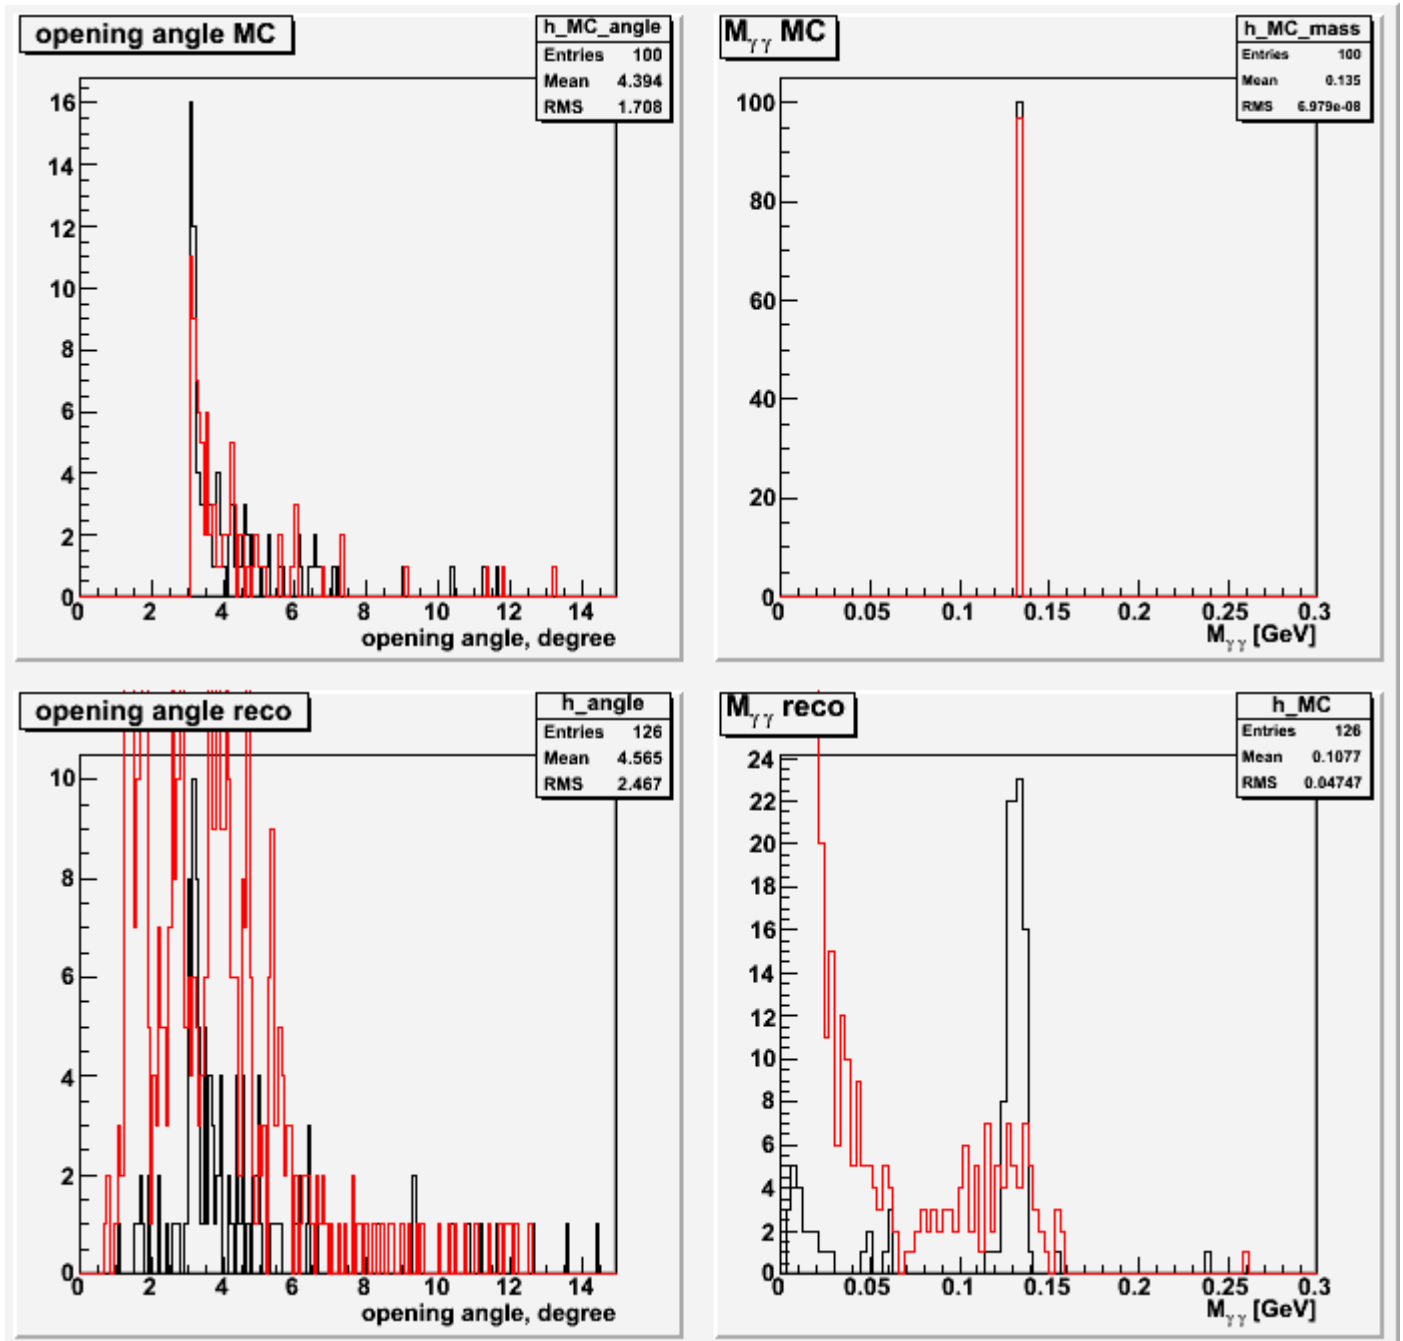 opening angle MC
h_MC_angle
Entries 100
Mean 4.394
RMS 1.708
16
14
12
10
8
6
4
2
0
0 2 4 6 8 10 12 14
opening angle, degree
Mγγ MC
h_MC_mass
Entries 100
Mean 0.135
RMS 6.979e-08
100
80
60
40
20
0
0 0.05 0.1 0.15 0.2 0.25 0.3
Mγγ [GeV]
opening angle reco
h_angle
Entries 126
Mean 4.565
RMS 2.467
10
8
6
4
2
0
0 2 4 6 8 10 12 14
opening angle, degree
Mγγ reco
h_MC
Entries 126
Mean 0.1077
RMS 0.04747
24
22
20
18
16
14
12
10
8
6
4
2
0
0 0.05 0.1 0.15 0.2 0.25 0.3
Mγγ [GeV]